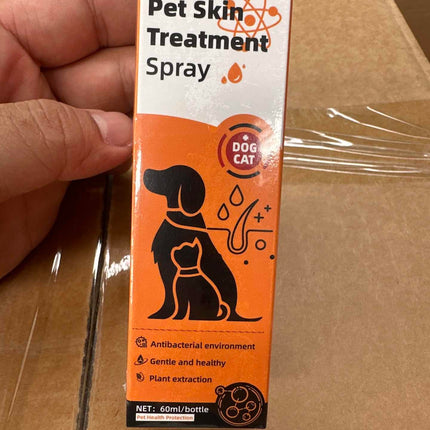 Pet Skin
Treatment
Spray
DOG
CAT
Antibacterial environment
Gentle and healthy
Plant extraction
NET: 60ml/bottle
Pet Health Protection